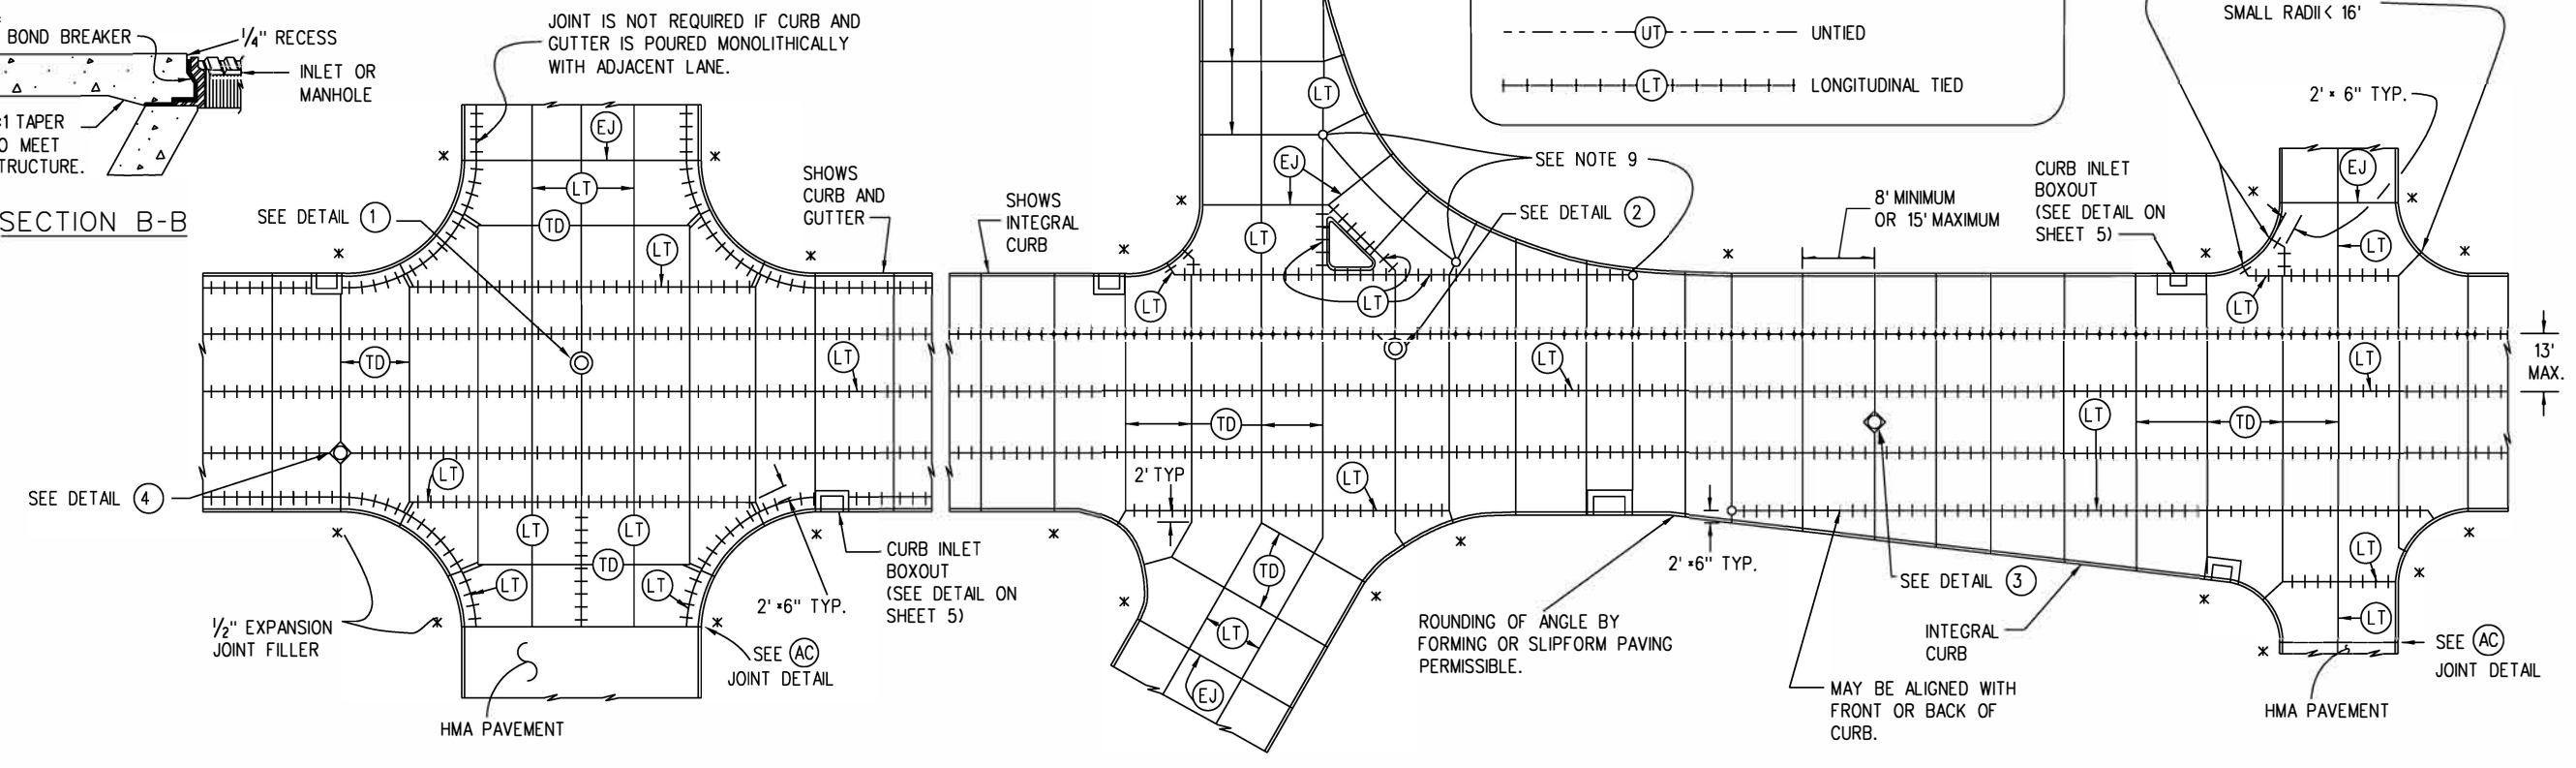 BOND BREAKER
1/4" RECESS
INLET OR
MANHOLE
1 TAPER
O MEET
TRUCTURE.
SECTION B-B
JOINT IS NOT REQUIRED IF CURB AND
GUTTER IS POURED MONOLITHICALLY
WITH ADJACENT LANE.
EJ
LT
SEE DETAIL 1
TD
LT
SHOWS
CURB AND
GUTTER
TD
LT
SEE DETAIL 4
LT
LT
LT
TD
LT
LT
2' *6" TYP.
CURB INLET
BOXOUT
(SEE DETAIL ON
SHEET 5)
1/2" EXPANSION
JOINT FILLER
SEE AC
JOINT DETAIL
HMA PAVEMENT
SHOWS
INTEGRAL
CURB
LT
EJ
LT
SEE NOTE 9
SEE DETAIL 2
LT
LT
LT
TD
2' TYP
LT
TD
LT
EJ
UT
UNTIED
LT
LONGITUDINAL TIED
8' MINIMUM
OR 15' MAXIMUM
CURB INLET
BOXOUT
(SEE DETAIL ON
SHEET 5)
SMALL RADII< 16'
2' * 6" TYP.
EJ
LT
LT
LT
13'
MAX.
LT
TD
2' *6" TYP.
SEE DETAIL 3
ROUNDING OF ANGLE BY
FORMING OR SLIPFORM PAVING
PERMISSIBLE.
INTEGRAL
CURB
MAY BE ALIGNED WITH
FRONT OR BACK OF
CURB.
LT
LT
SEE AC
JOINT DETAIL
HMA PAVEMENT